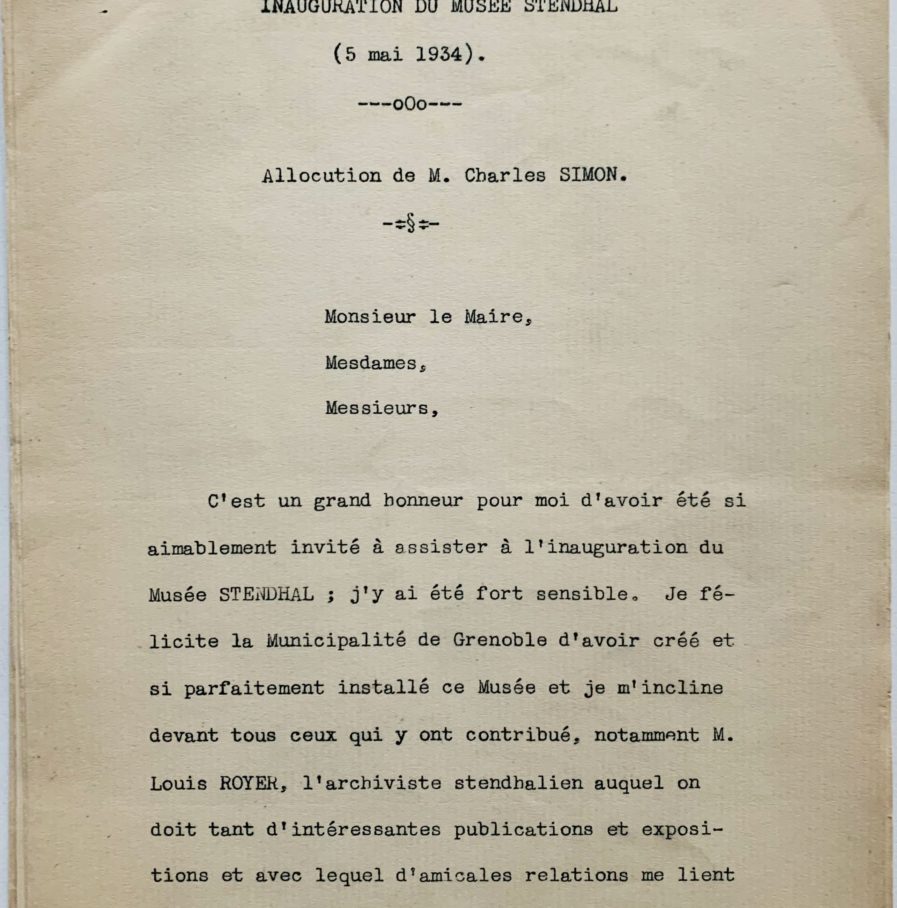 INAUGURATION DU MUSÉE STENDHAL
(5 mai 1934).
---oOo---
Allocution de M. Charles SIMON.
-=§=-
Monsieur le Maire,
Mesdames,
Messieurs,
C'est un grand honneur pour moi d'avoir été si
aimablement invité à assister à l'inauguration du
Musée STENDHAL ; j'y ai été fort sensible. Je fé-
licite la Municipalité de Grenoble d'avoir créé et
si parfaitement installé ce Musée et je m'incline
devant tous ceux qui y ont contribué, notamment M.
Louis ROYER, l'archiviste stendhalien auquel on
doit tant d'intéressantes publications et exposi-
tions et avec lequel d'amicales relations me lient